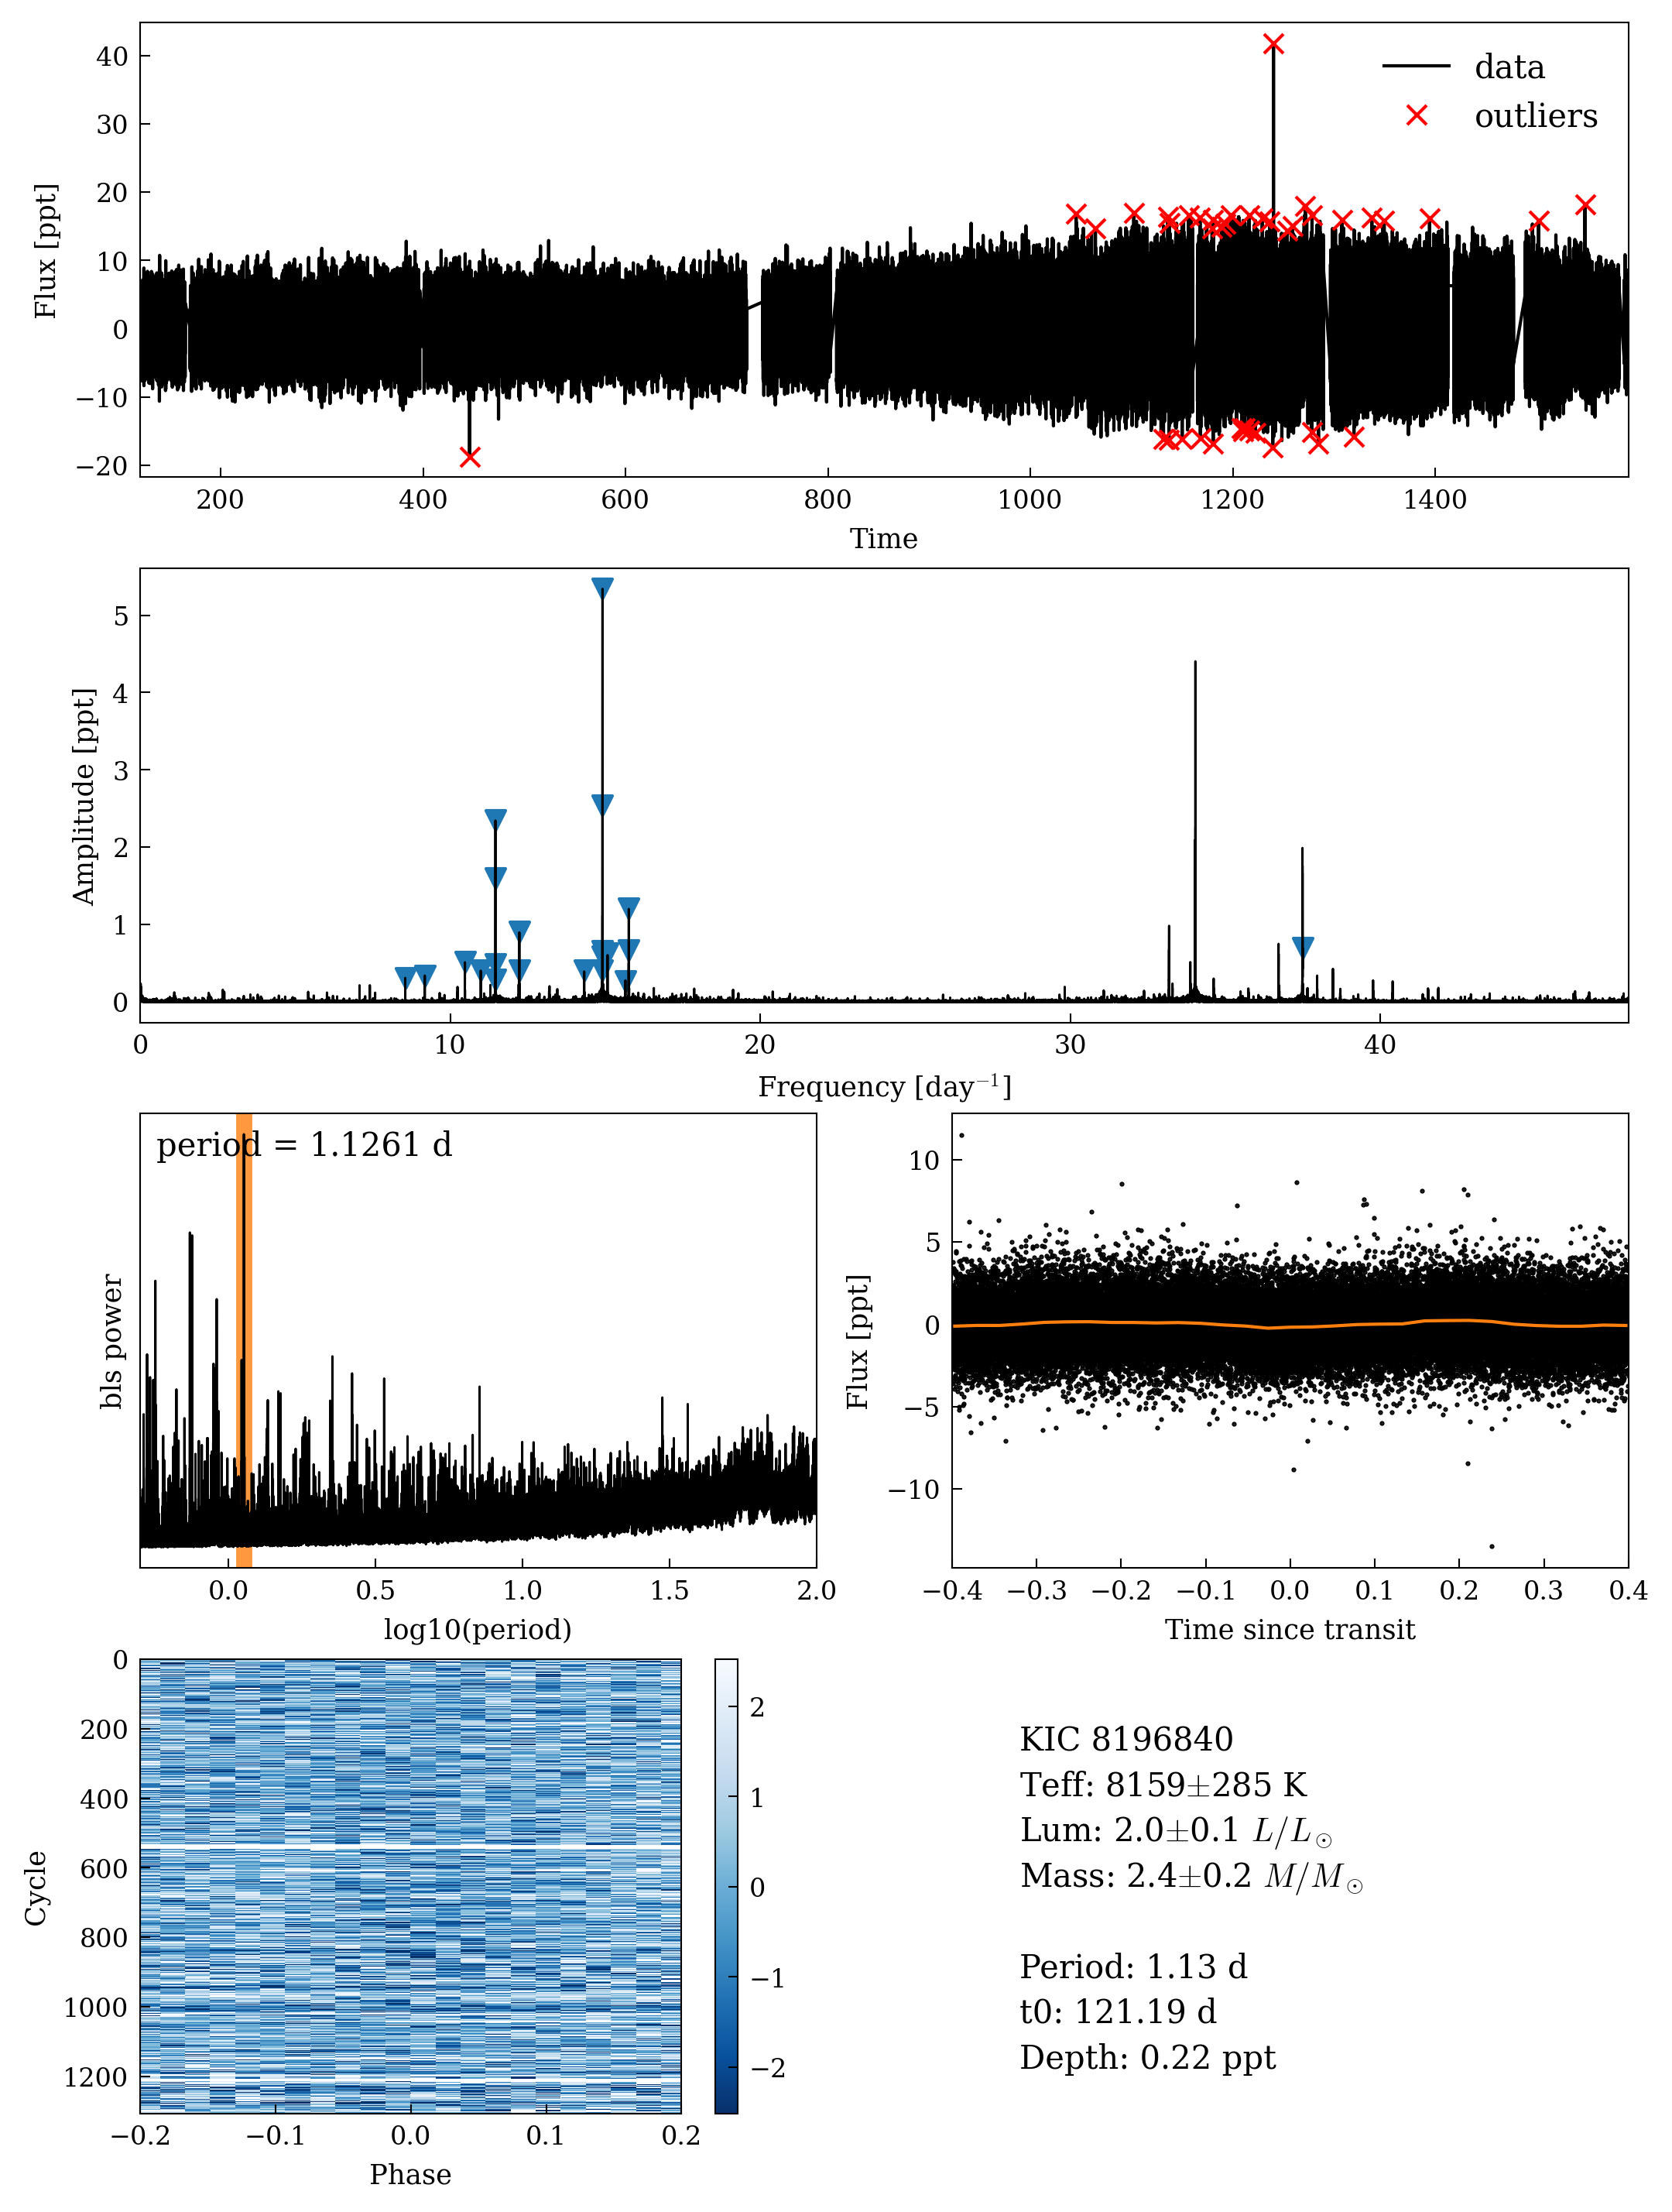 40
30
20
10
0
−10
−20
Flux [ppt]
data
outliers
200 400 600 800 1000 1200 1400
Time
5
4
3
2
1
0
Amplitude [ppt]
0 10 20 30 40
Frequency [day⁻¹]
period = 1.1261 d
bls power
0.0 0.5 1.0 1.5 2.0
log10(period)
10
5
0
−5
−10
Flux [ppt]
−0.4 −0.3 −0.2 −0.1 0.0 0.1 0.2 0.3 0.4
Time since transit
0
200
400
600
800
1000
1200
Cycle
−0.2 −0.1 0.0 0.1 0.2
Phase
2
1
0
−1
−2
KIC 8196840
Teff: 8159±285 K
Lum: 2.0±0.1 L/L⊙
Mass: 2.4±0.2 M/M⊙
Period: 1.13 d
t0: 121.19 d
Depth: 0.22 ppt